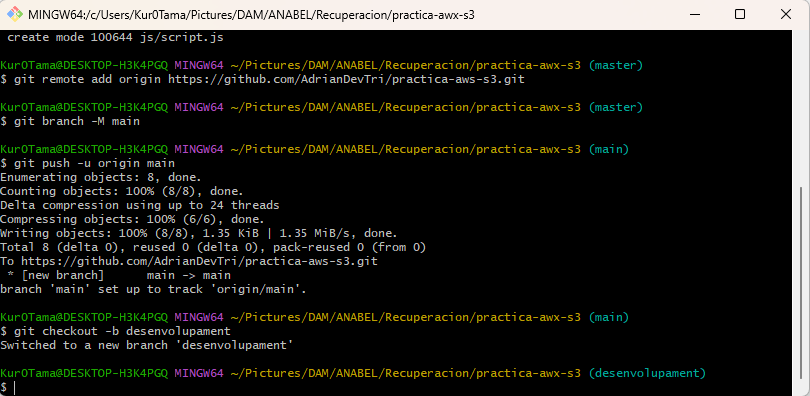 MINGW64:/c/Users/Kur0Tama/Pictures/DAM/ANABEL/Recuperacion/practica-awx-s3
create mode 100644 js/script.js
Kur0Tama@DESKTOP-H3K4PGQ MINGW64 ~/Pictures/DAM/ANABEL/Recuperacion/practica-awx-s3 (master)
$ git remote add origin https://github.com/AdrianDevTri/practica-aws-s3.git
Kur0Tama@DESKTOP-H3K4PGQ MINGW64 ~/Pictures/DAM/ANABEL/Recuperacion/practica-awx-s3 (master)
$ git branch -M main
Kur0Tama@DESKTOP-H3K4PGQ MINGW64 ~/Pictures/DAM/ANABEL/Recuperacion/practica-awx-s3 (main)
$ git push -u origin main
Enumerating objects: 8, done.
Counting objects: 100% (8/8), done.
Delta compression using up to 24 threads
Compressing objects: 100% (6/6), done.
Writing objects: 100% (8/8), 1.35 KiB | 1.35 MiB/s, done.
Total 8 (delta 0), reused 0 (delta 0), pack-reused 0 (from 0)
To https://github.com/AdrianDevTri/practica-aws-s3.git
* [new branch]      main -> main
branch 'main' set up to track 'origin/main'.
Kur0Tama@DESKTOP-H3K4PGQ MINGW64 ~/Pictures/DAM/ANABEL/Recuperacion/practica-awx-s3 (main)
$ git checkout -b desenvolupament
Switched to a new branch 'desenvolupament'
Kur0Tama@DESKTOP-H3K4PGQ MINGW64 ~/Pictures/DAM/ANABEL/Recuperacion/practica-awx-s3 (desenvolupament)
$